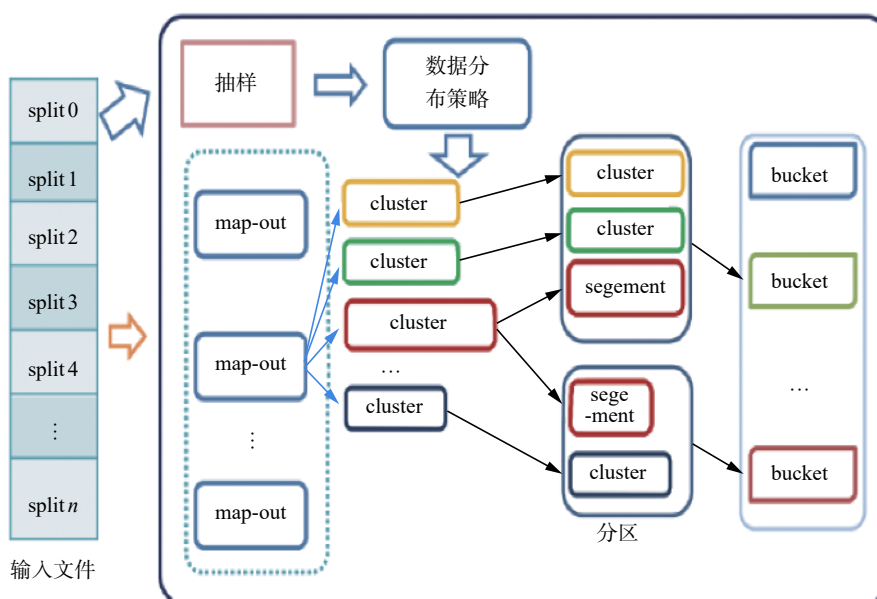 抽样
数据分
布策略
split 0
split 1
split 2
split 3
split 4
⋮
split n
输入文件
map-out
map-out
⋮
map-out
cluster
cluster
cluster
…
cluster
cluster
cluster
segement
sege
-ment
cluster
分区
bucket
bucket
…
bucket